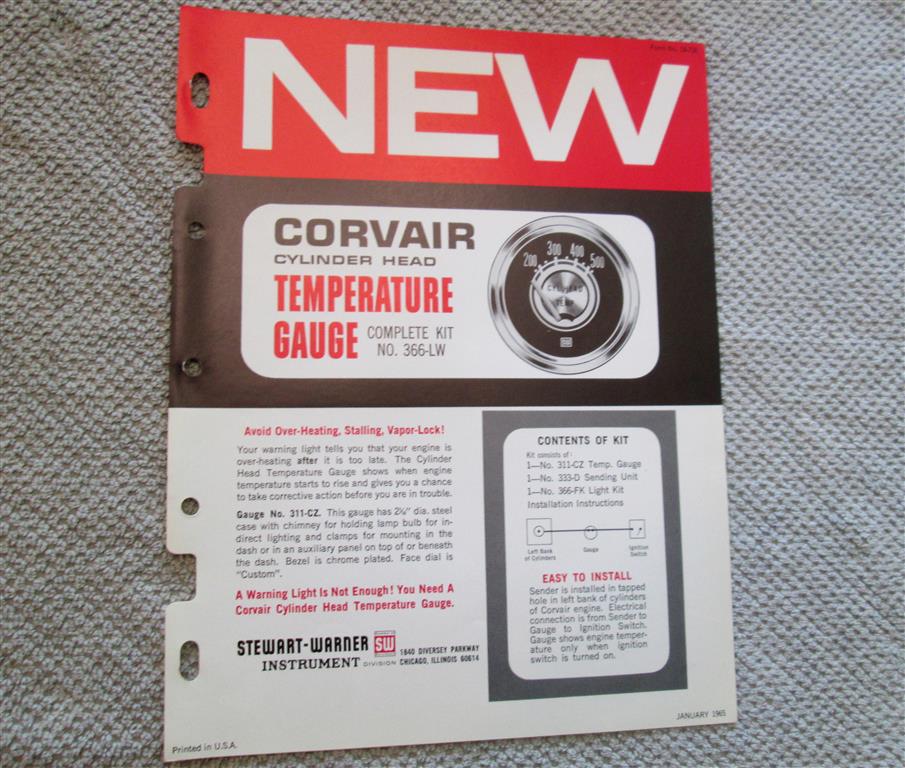 Form No.
NEW
CORVAIR
CYLINDER HEAD
TEMPERATURE
GAUGE COMPLETE KIT
NO. 366-LW
200 300 400 500
CYL. HEAD
TEMP
SW
Avoid Over-Heating, Stalling, Vapor-Lock!
Your warning light tells you that your engine is
over-heating after it is too late. The Cylinder
Head Temperature Gauge shows when engine
temperature starts to rise and gives you a chance
to take corrective action before you are in trouble.
Gauge No. 311-CZ. This gauge has 2⅛" dia. steel
case with chimney for holding lamp bulb for in-
direct lighting and clamps for mounting in the
dash or in an auxiliary panel on top of or beneath
the dash. Bezel is chrome plated. Face dial is
"Custom".
A Warning Light Is Not Enough! You Need A
Corvair Cylinder Head Temperature Gauge.
STEWART-WARNER SW 1840 DIVERSEY PARKWAY
INSTRUMENT DIVISION CHICAGO, ILLINOIS 60614
CONTENTS OF KIT
Kit consists of:
1—No. 311-CZ Temp. Gauge
1—No. 333-D Sending Unit
1—No. 366-FK Light Kit
Installation Instructions
Left Bank
of Cylinders
Gauge
Ignition
Switch
EASY TO INSTALL
Sender is installed in tapped
hole in left bank of cylinders
of Corvair engine. Electrical
connection is from Sender to
Gauge to Ignition Switch.
Gauge shows engine temper-
ature only when ignition
switch is turned on.
JANUARY 1965
Printed in U.S.A.